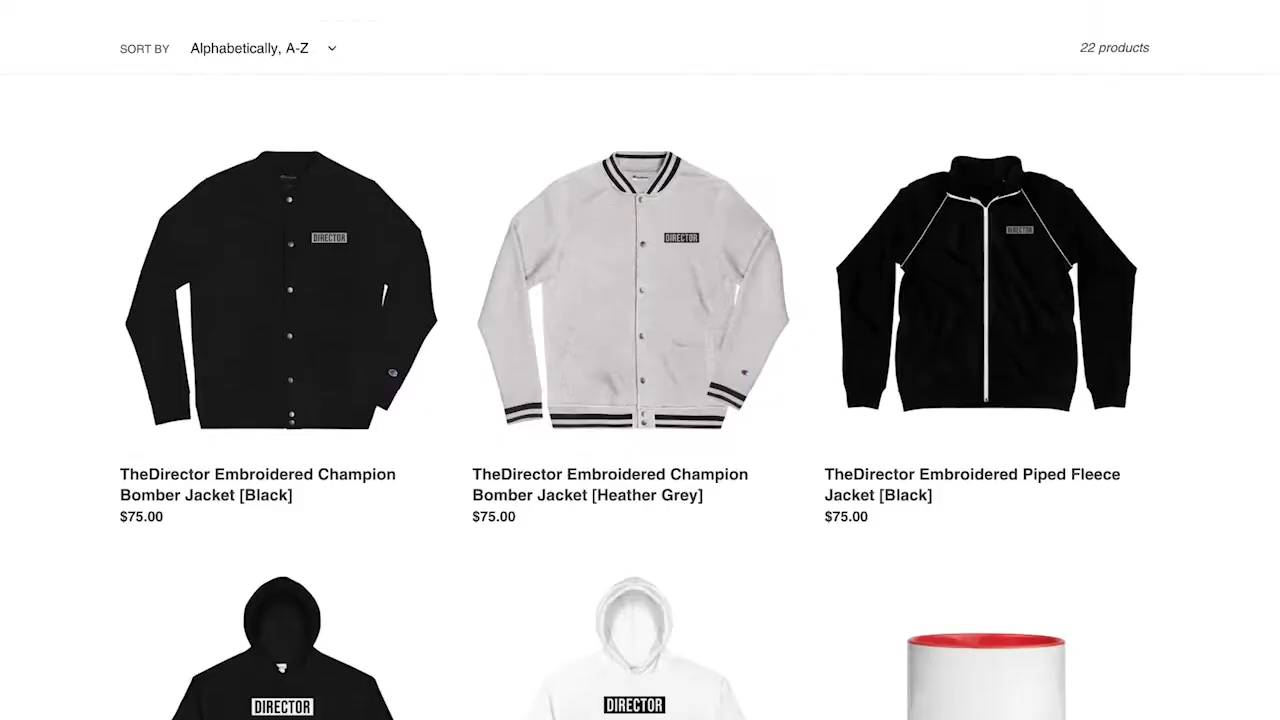 SORT BY Alphabetically, A-Z 22 products
DIRECTOR
DIRECTOR
DIRECTOR
TheDirector Embroidered Champion
Bomber Jacket [Black]
$75.00
TheDirector Embroidered Champion
Bomber Jacket [Heather Grey]
$75.00
TheDirector Embroidered Piped Fleece
Jacket [Black]
$75.00
DIRECTOR
DIRECTOR